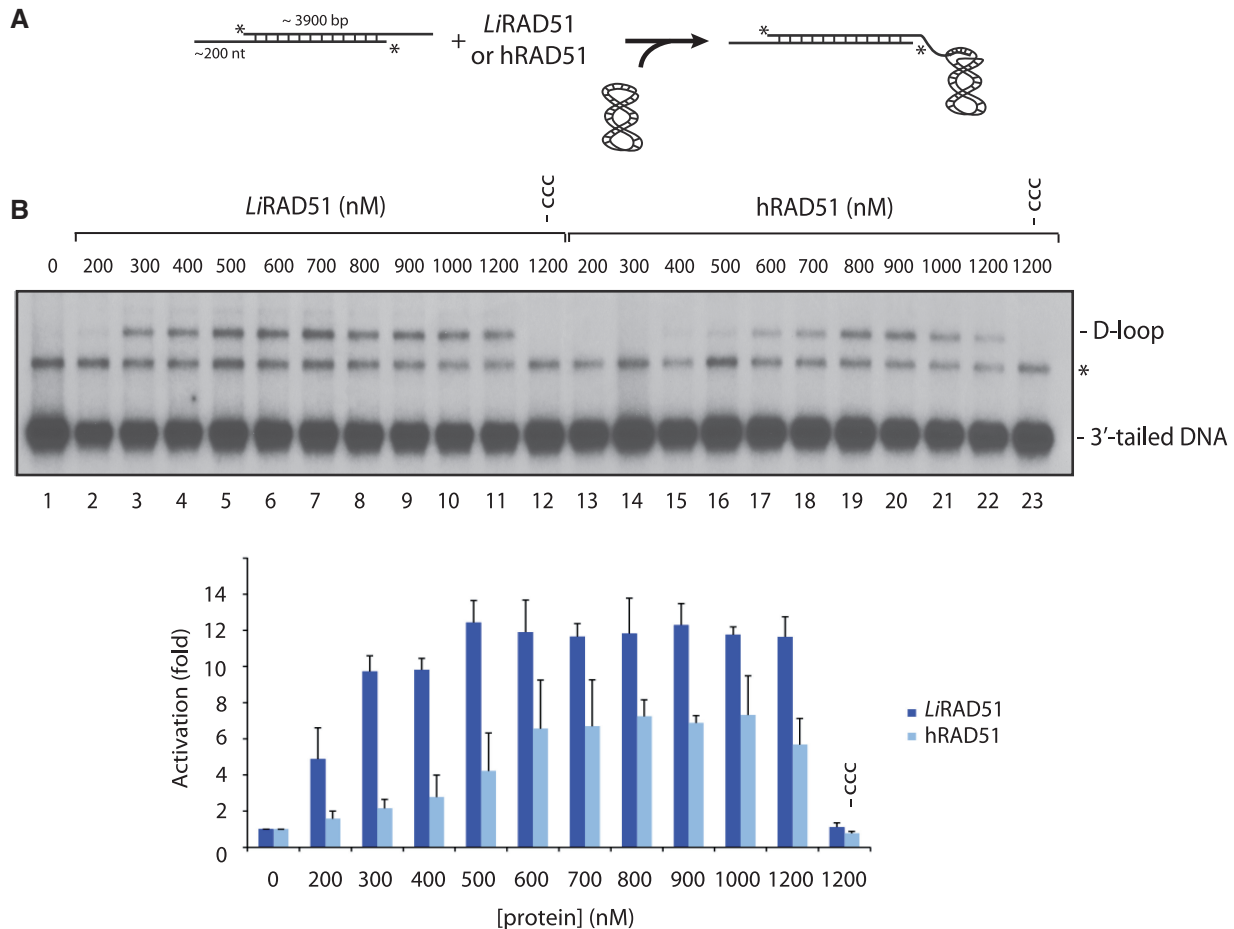 A
* ~ 3900 bp
~200 nt *
+ LiRAD51
or hRAD51
* *
B
LiRAD51 (nM) - ccc hRAD51 (nM) - ccc
0 200 300 400 500 600 700 800 900 1000 1200 1200 200 300 400 500 600 700 800 900 1000 1200 1200
- D-loop
*
- 3'-tailed DNA
1 2 3 4 5 6 7 8 9 10 11 12 13 14 15 16 17 18 19 20 21 22 23
Activation (fold)
14
12
10
8
6
4
2
0
LiRAD51
hRAD51
- ccc
0 200 300 400 500 600 700 800 900 1000 1200 1200
[protein] (nM)